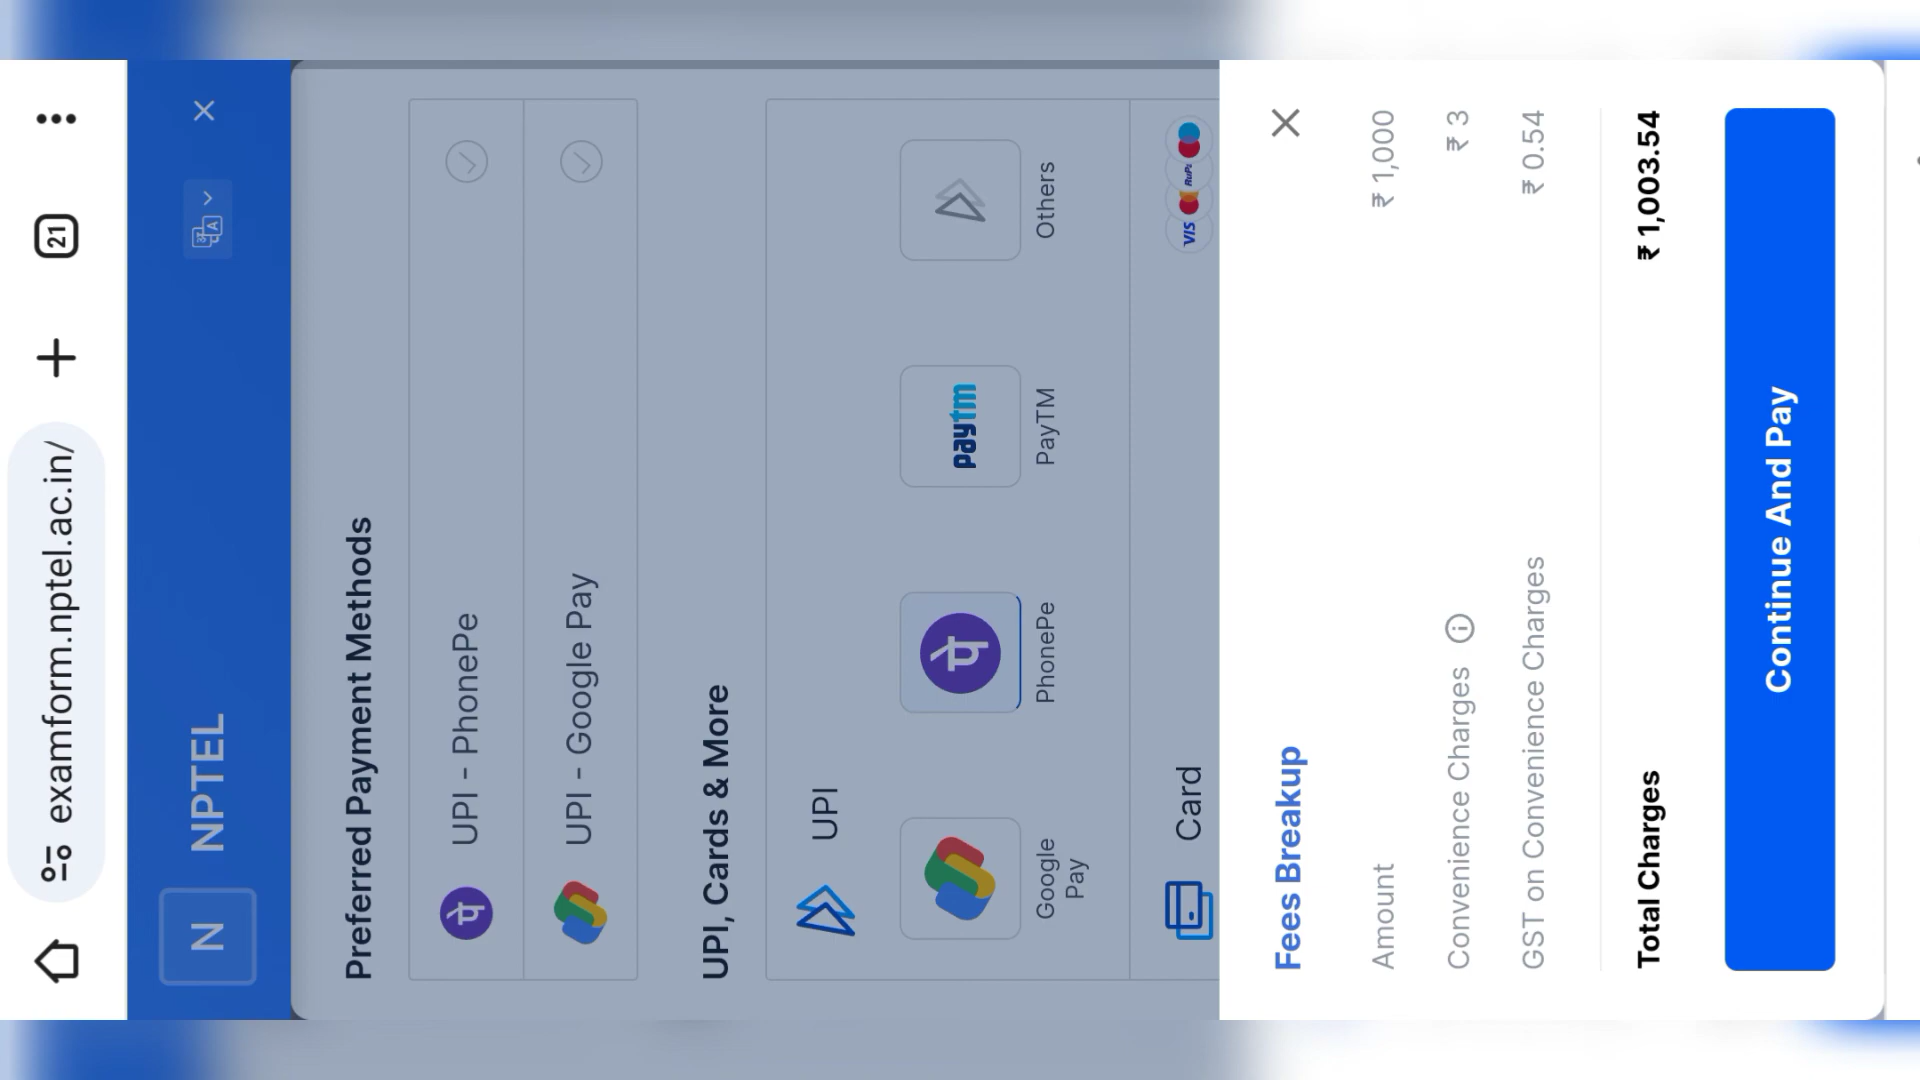 21
examform.nptel.ac.in/
N
NPTEL
Preferred Payment Methods
UPI - PhonePe
UPI - Google Pay
UPI, Cards & More
UPI
Google Pay
PhonePe
paytm
PayTM
Others
Card
VISA
RuPay
Fees Breakup
Amount ₹ 1,000
Convenience Charges ₹ 3
GST on Convenience Charges ₹ 0.54
Total Charges ₹ 1,003.54
Continue And Pay